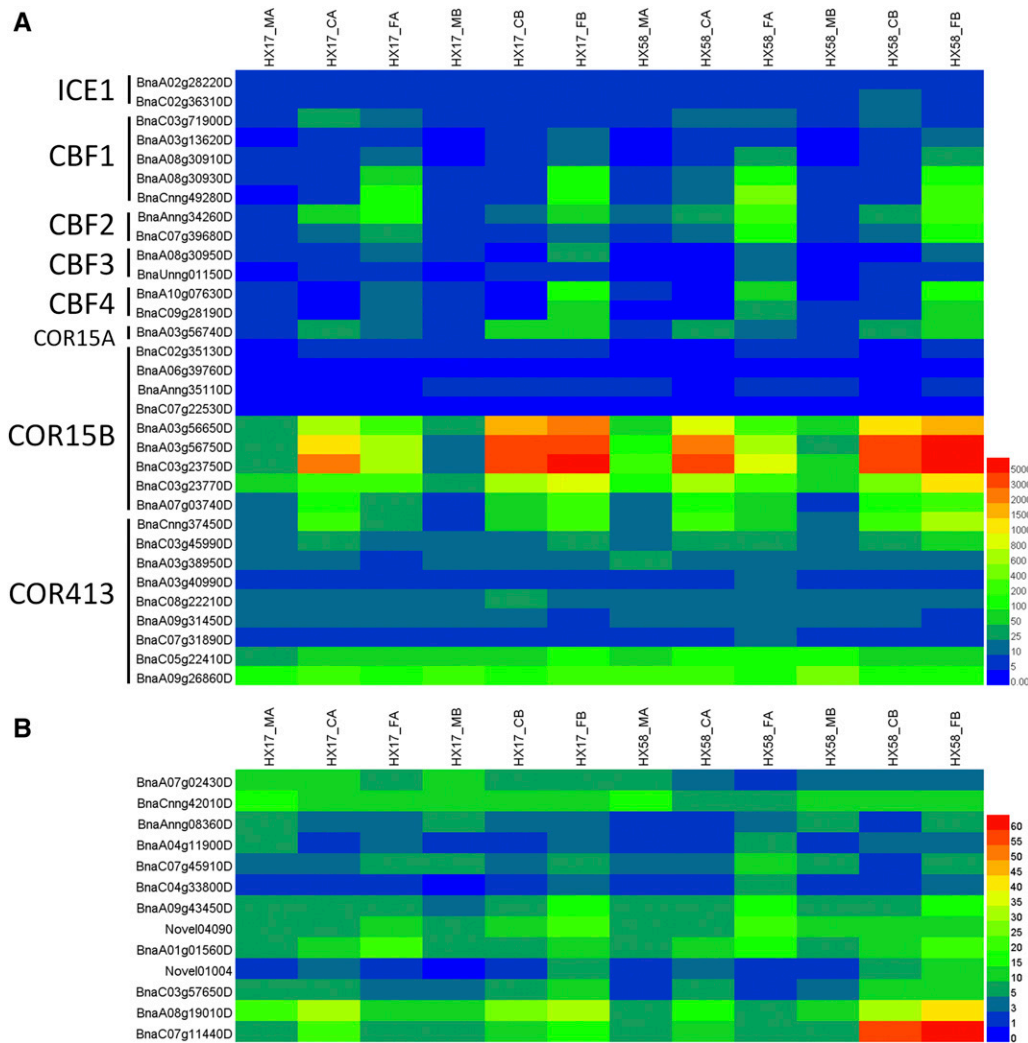 A
HX17_MA HX17_CA HX17_FA HX17_MB HX17_CB HX17_FB HX58_MA HX58_CA HX58_FA HX58_MB HX58_CB HX58_FB
ICE1
BnaA02g28220D
BnaC02g36310D
CBF1
BnaC03g71900D
BnaA03g13620D
BnaA08g30910D
BnaA08g30930D
BnaCnng49280D
CBF2
BnaAnng34260D
BnaC07g39680D
CBF3
BnaA08g30950D
BnaUnng01150D
CBF4
BnaA10g07630D
BnaC09g28190D
COR15A
BnaA03g56740D
COR15B
BnaC02g35130D
BnaA06g39760D
BnaAnng35110D
BnaC07g22530D
BnaA03g56650D
BnaA03g56750D
BnaC03g23750D
BnaC03g23770D
BnaA07g03740D
COR413
BnaCnng37450D
BnaC03g45990D
BnaA03g38950D
BnaA03g40990D
BnaC08g22210D
BnaA09g31450D
BnaC07g31890D
BnaC05g22410D
BnaA09g26860D
5000
3000
2000
1500
1000
800
600
400
200
100
50
25
10
5
0.00
B
HX17_MA HX17_CA HX17_FA HX17_MB HX17_CB HX17_FB HX58_MA HX58_CA HX58_FA HX58_MB HX58_CB HX58_FB
BnaA07g02430D
BnaCnng42010D
BnaAnng08360D
BnaA04g11900D
BnaC07g45910D
BnaC04g33800D
BnaA09g43450D
Novel04090
BnaA01g01560D
Novel01004
BnaC03g57650D
BnaA08g19010D
BnaC07g11440D
60
55
50
45
40
35
30
25
20
15
10
5
3
1
0